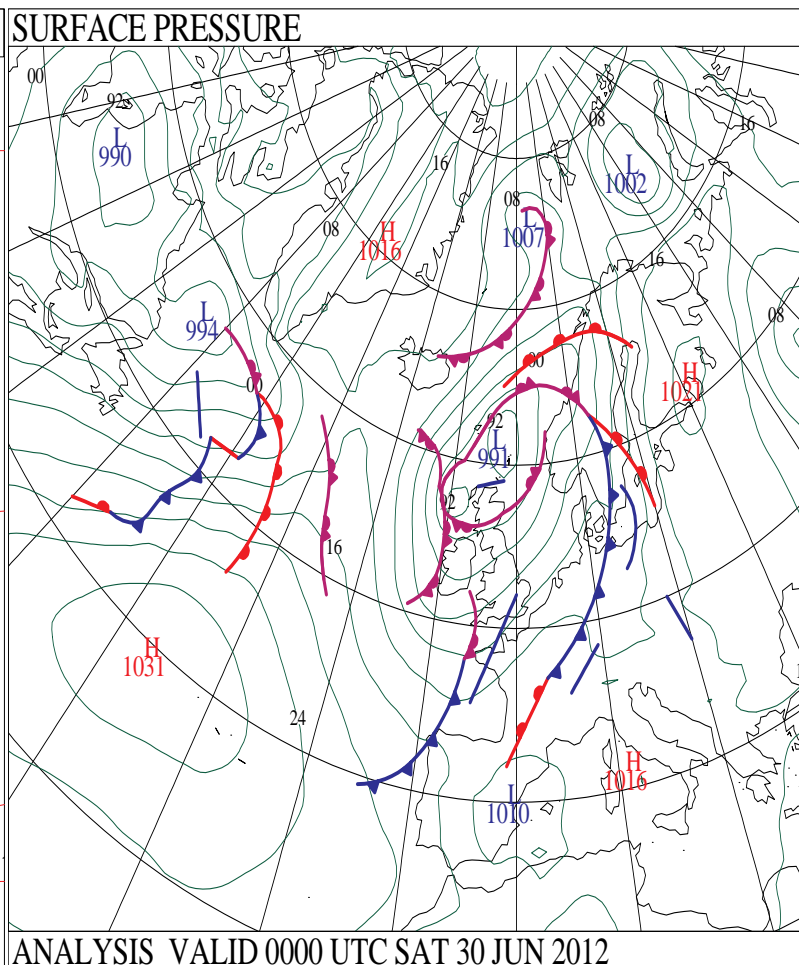 SURFACE PRESSURE
00
92
L
990
08
16
16
L
1002
08
L
1007
08
H
1016
16
L
994
08
00
00
H
1021
92
L
991
92
16
H
1031
24
H
1016
L
1010
ANALYSIS VALID 0000 UTC SAT 30 JUN 2012